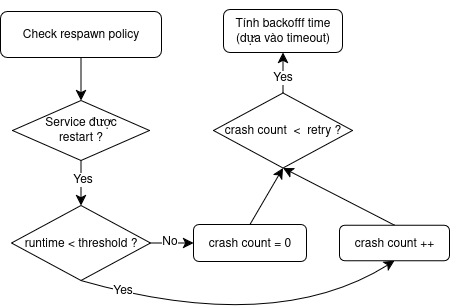 Check respawn policy
Tính backofff time
(dựa vào timeout)
Yes
Service được
restart ?
crash count < retry ?
Yes
runtime < threshold ?
No
crash count = 0
crash count ++
Yes